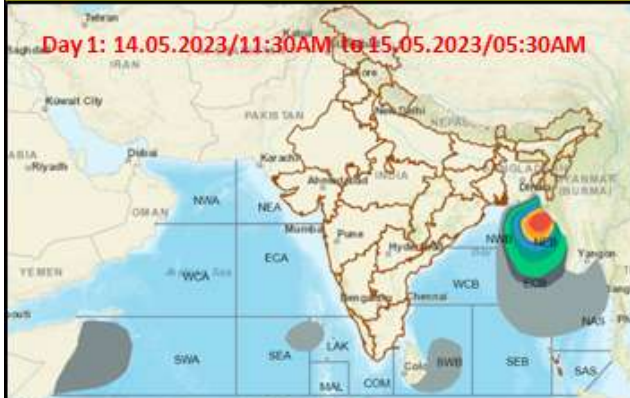 Tehran
Day 1: 14.05.2023/11:30AM to 15.05.2023/05:30AM
Baghdad
IRAN
Lahore
Kuwait City
PAKISTAN
New Delhi
NEPAL
Riyadh
Dubai
Karachi
Ahmedabad
INDIA
Dhaka
MYANMAR
(BURMA)
OMAN
NWA
NEA
Mumbai
Pune
Hyderabad
NWB
NEB
Yangon
YEMEN
WCA
ECA
WCB
ECB
Bengaluru
Chennai
NAS
SWA
SEA
LAK
Colo
SWB
SEB
SAS
MAL
COM